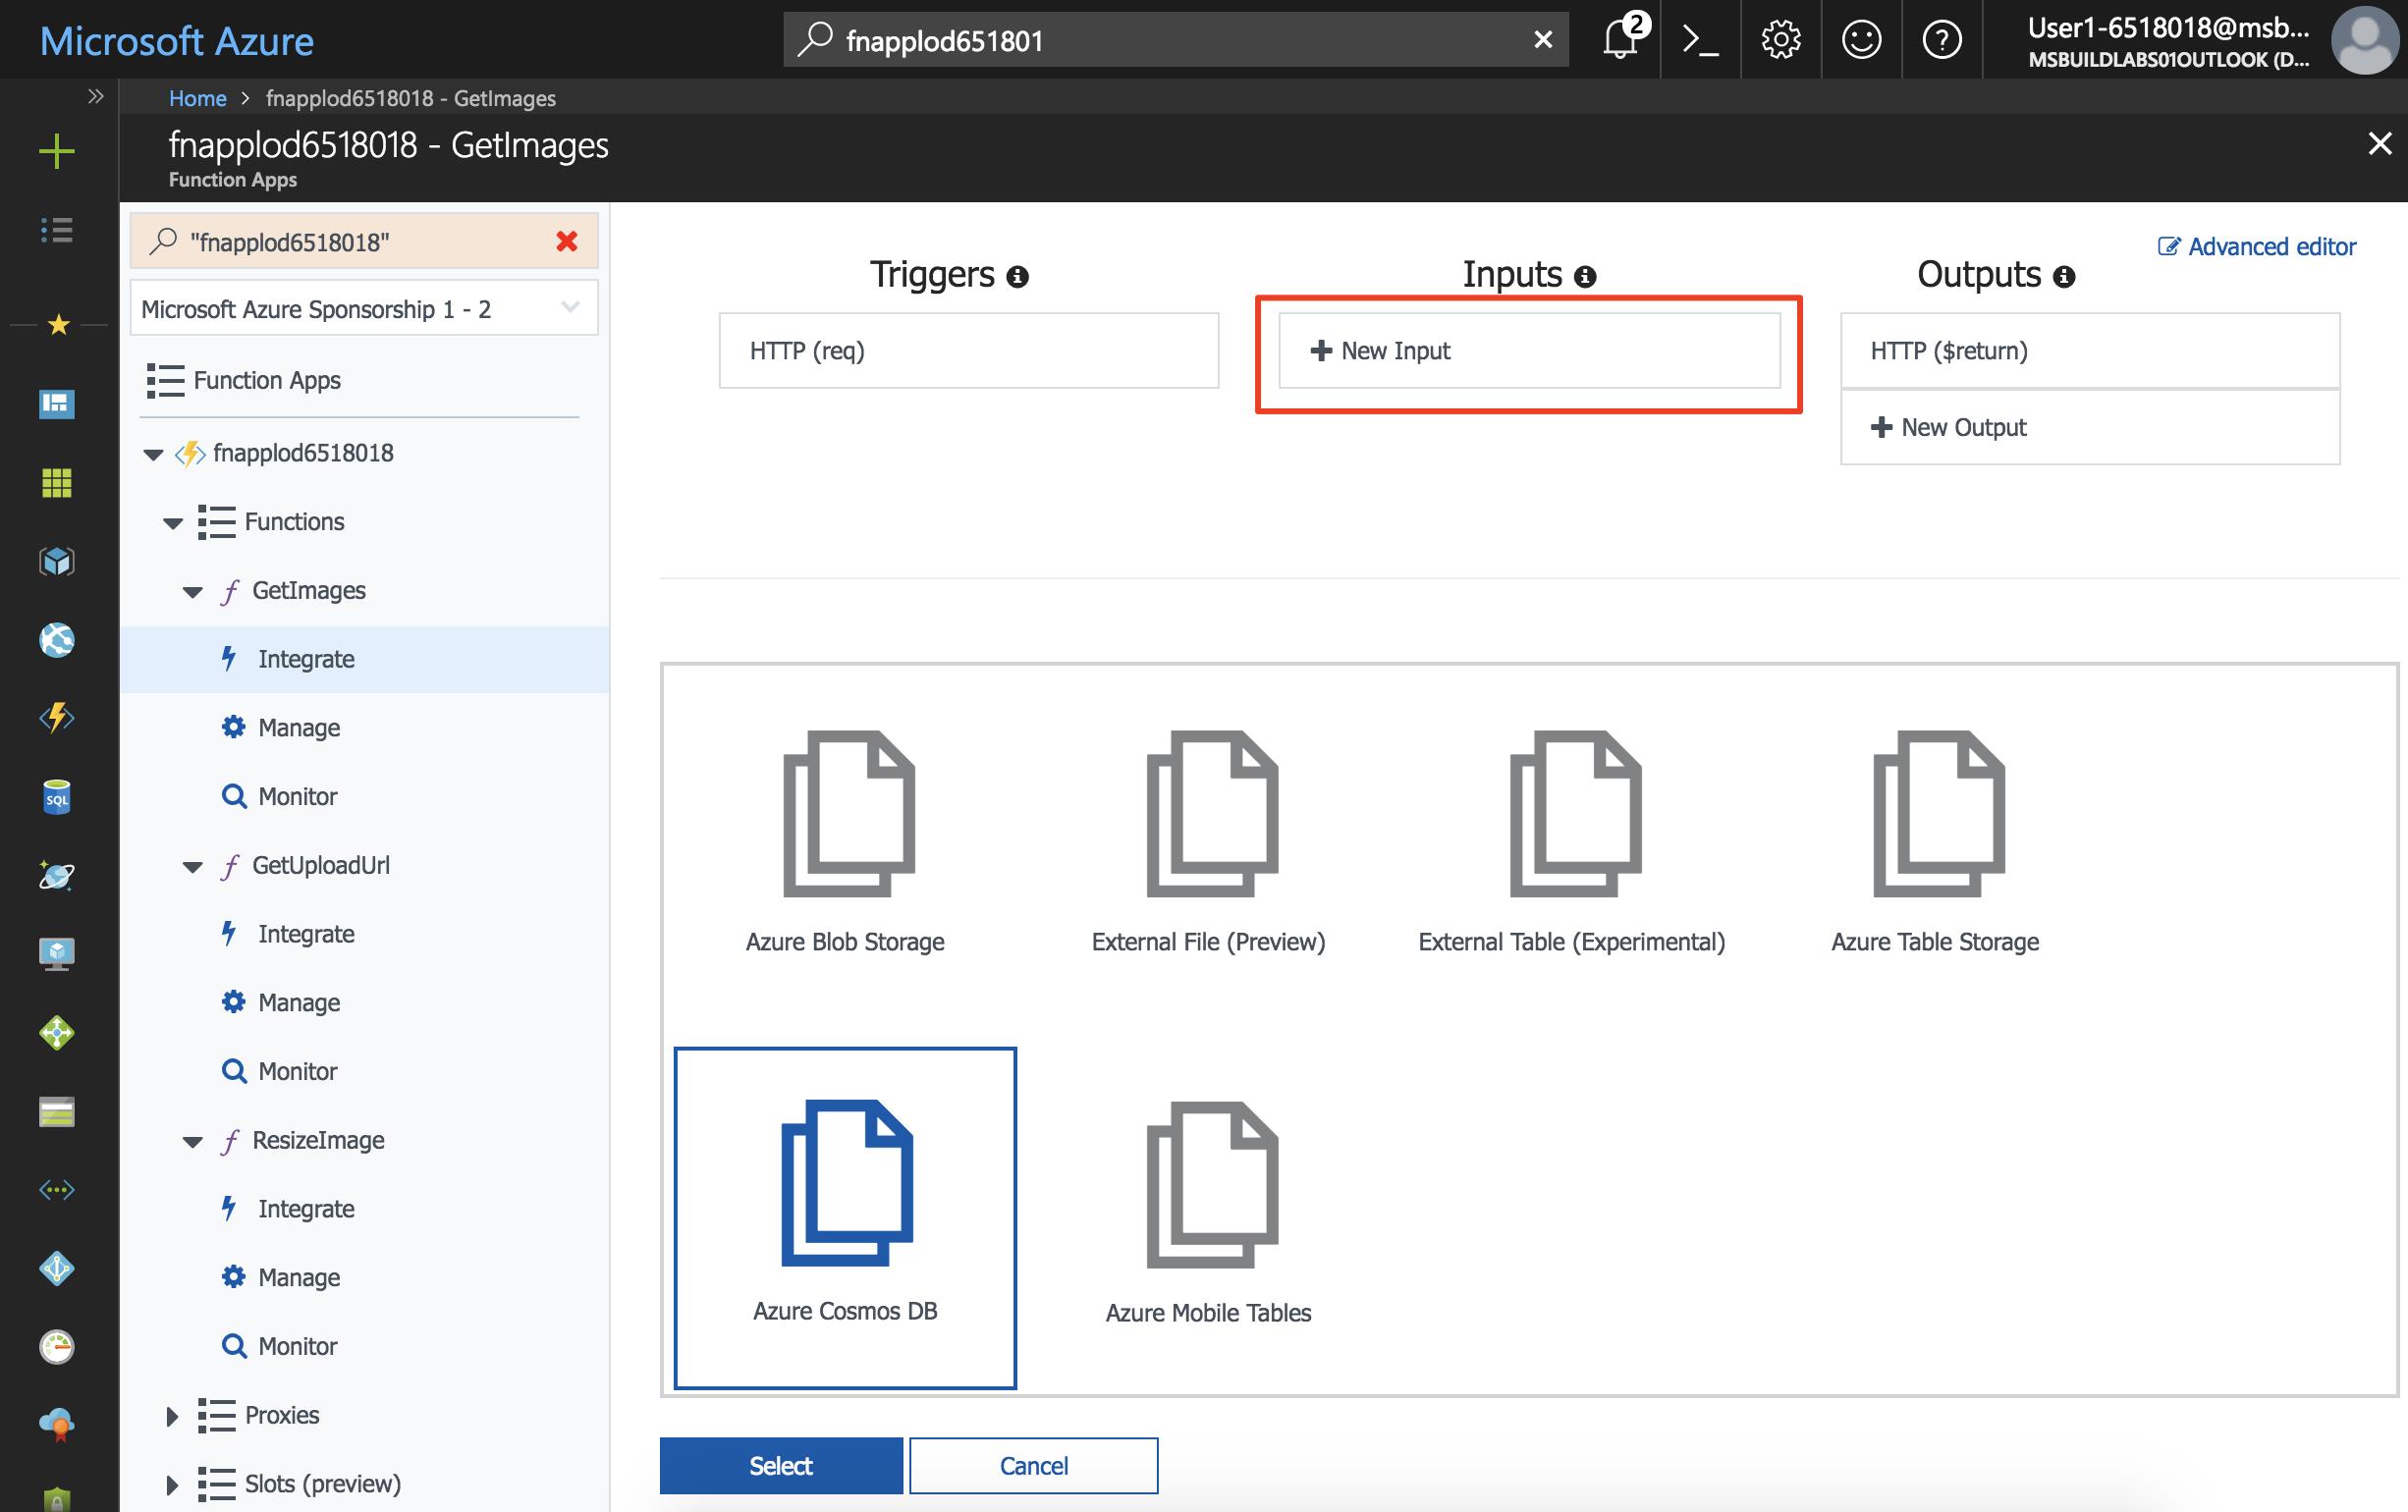 Microsoft Azure
fnapplod651801
2
User1-6518018@msb...
MSBUILDLABS01OUTLOOK (D...
Home > fnapplod6518018 - GetImages
fnapplod6518018 - GetImages
Function Apps
"fnapplod6518018"
Microsoft Azure Sponsorship 1 - 2
Function Apps
fnapplod6518018
Functions
GetImages
Integrate
Manage
Monitor
GetUploadUrl
Integrate
Manage
Monitor
ResizeImage
Integrate
Manage
Monitor
Proxies
Slots (preview)
SQL
Advanced editor
Triggers
HTTP (req)
Inputs
New Input
Outputs
HTTP ($return)
New Output
Azure Blob Storage
External File (Preview)
External Table (Experimental)
Azure Table Storage
Azure Cosmos DB
Azure Mobile Tables
Select
Cancel